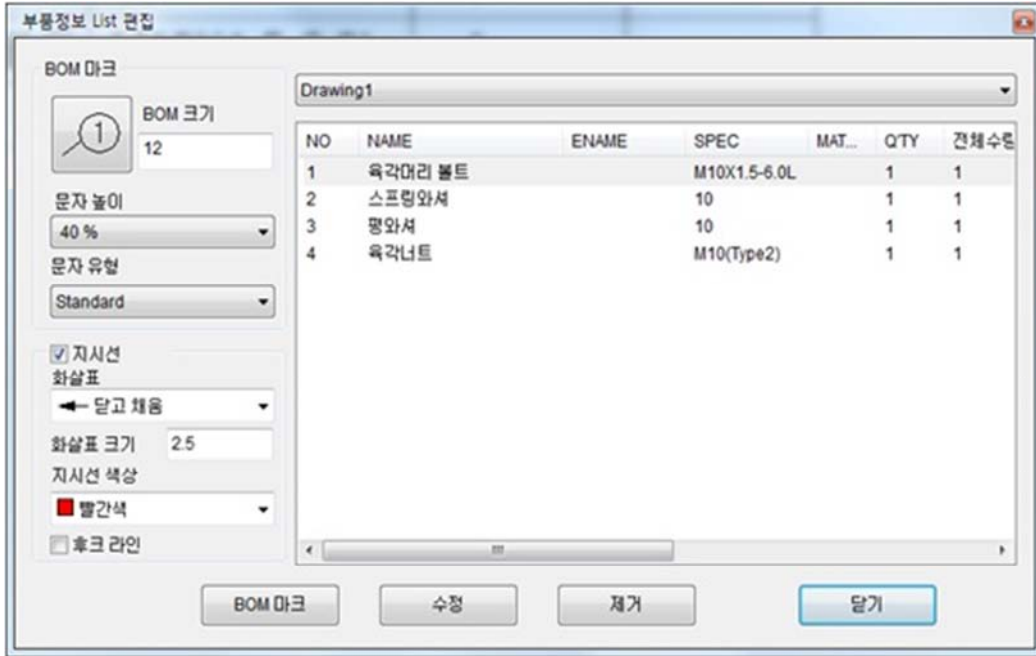 부품정보 List 편집
BOM 마크
1
BOM 크기
12
문자 높이
40 %
문자 유형
Standard
지시선
화살표
닫고 채움
화살표 크기 2.5
지시선 색상
빨간색
후크 라인
Drawing1
NO NAME ENAME SPEC MAT... Q'TY 전체수량
1 육각머리 볼트 M10X1.5-6.0L 1 1
2 스프링와셔 10 1 1
3 평와셔 10 1 1
4 육각너트 M10(Type2) 1 1
BOM 마크 수정 제거 닫기